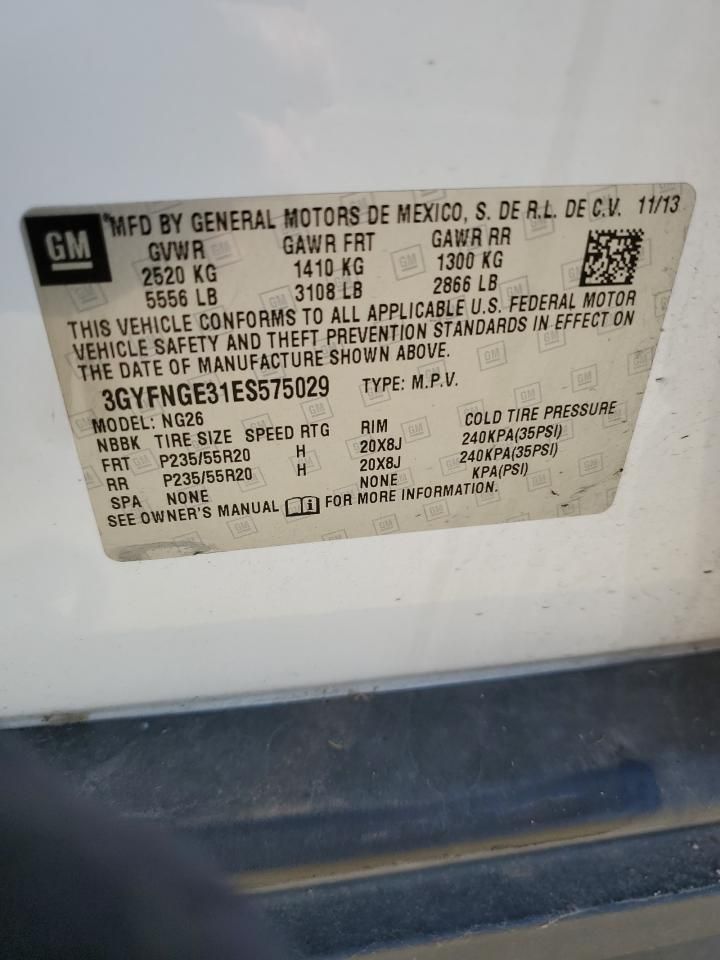 GM
MFD BY GENERAL MOTORS DE MEXICO, S. DE R.L. DE C.V. 11/13
GVWR GAWR FRT GAWR RR
2520 KG 1410 KG 1300 KG
5556 LB 3108 LB 2866 LB
THIS VEHICLE CONFORMS TO ALL APPLICABLE U.S. FEDERAL MOTOR
VEHICLE SAFETY AND THEFT PREVENTION STANDARDS IN EFFECT ON
THE DATE OF MANUFACTURE SHOWN ABOVE.
3GYFNGE31ES575029 TYPE: M.P.V.
MODEL: NG26
NBBK TIRE SIZE SPEED RTG RIM COLD TIRE PRESSURE
FRT P235/55R20 H 20X8J 240KPA(35PSI)
RR P235/55R20 H 20X8J 240KPA(35PSI)
SPA NONE NONE KPA(PSI)
SEE OWNER'S MANUAL FOR MORE INFORMATION.